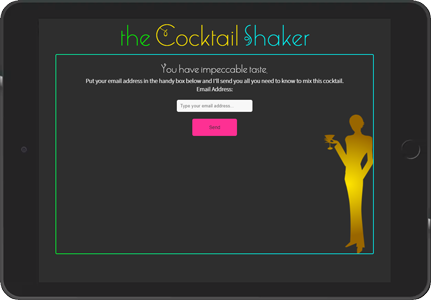 the Cocktail Shaker
You have impeccable taste
Put your email address in the handy box below and I'll send you all you need to know to mix this cocktail.
Email Address:
Type your email address...